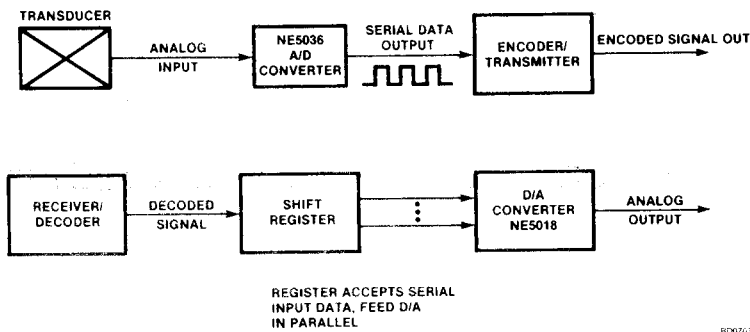 TRANSDUCER
ANALOG
INPUT
NE5036
A/D
CONVERTER
SERIAL DATA
OUTPUT
ENCODER/
TRANSMITTER
ENCODED SIGNAL OUT
RECEIVER/
DECODER
DECODED
SIGNAL
SHIFT
REGISTER
D/A
CONVERTER
NE5018
ANALOG
OUTPUT
REGISTER ACCEPTS SERIAL
INPUT DATA, FEED D/A
IN PARALLEL